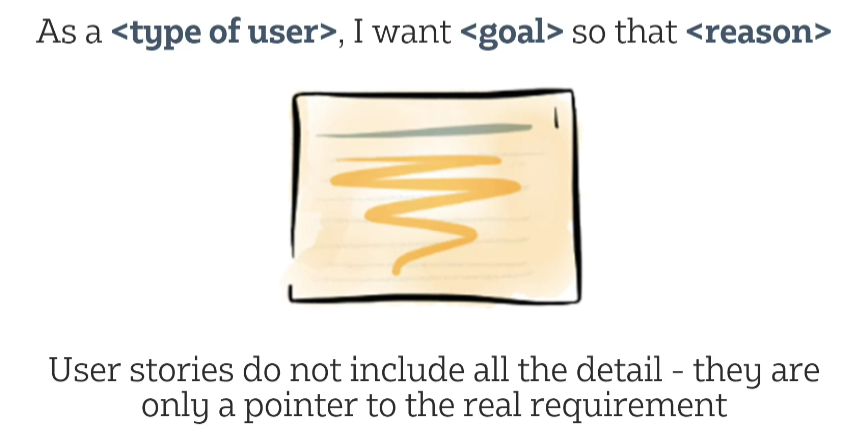 As a <type of user>, I want <goal> so that <reason>
User stories do not include all the detail - they are
only a pointer to the real requirement